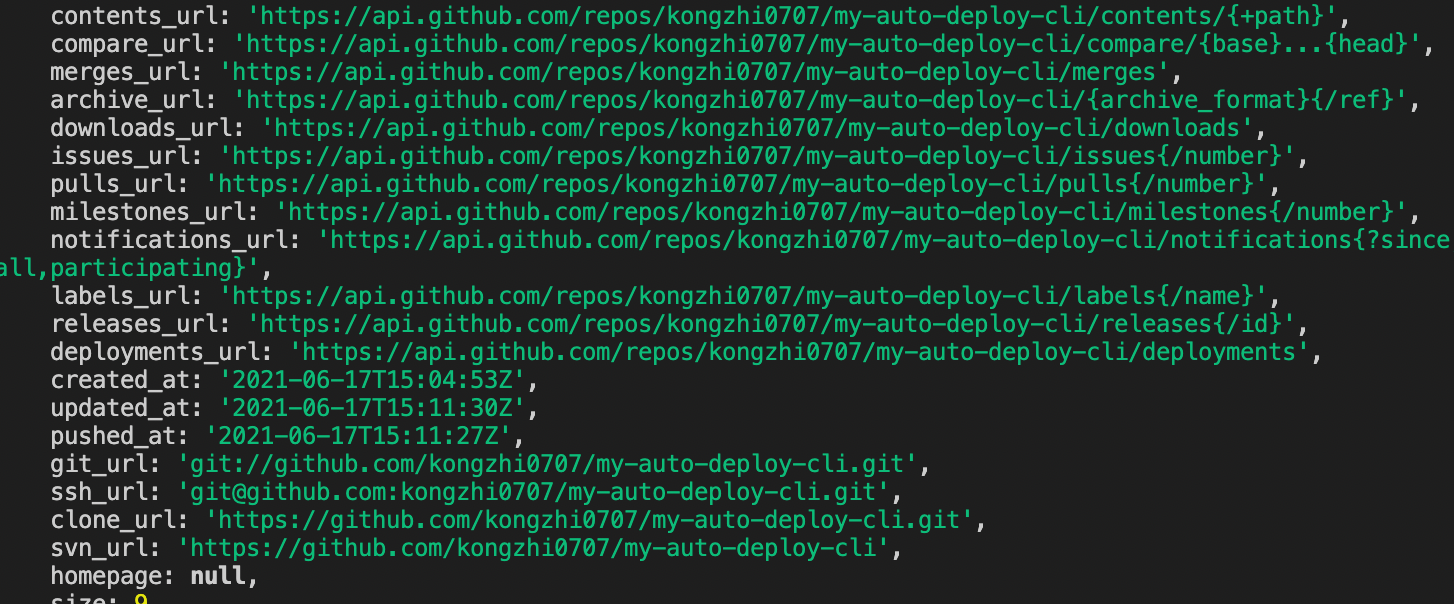 contents_url: 'https://api.github.com/repos/kongzhi0707/my-auto-deploy-cli/contents/{+path}',
compare_url: 'https://api.github.com/repos/kongzhi0707/my-auto-deploy-cli/compare/{base}...{head}',
merges_url: 'https://api.github.com/repos/kongzhi0707/my-auto-deploy-cli/merges',
archive_url: 'https://api.github.com/repos/kongzhi0707/my-auto-deploy-cli/{archive_format}{/ref}',
downloads_url: 'https://api.github.com/repos/kongzhi0707/my-auto-deploy-cli/downloads',
issues_url: 'https://api.github.com/repos/kongzhi0707/my-auto-deploy-cli/issues{/number}',
pulls_url: 'https://api.github.com/repos/kongzhi0707/my-auto-deploy-cli/pulls{/number}',
milestones_url: 'https://api.github.com/repos/kongzhi0707/my-auto-deploy-cli/milestones{/number}',
notifications_url: 'https://api.github.com/repos/kongzhi0707/my-auto-deploy-cli/notifications{?since
all,participating}',
labels_url: 'https://api.github.com/repos/kongzhi0707/my-auto-deploy-cli/labels{/name}',
releases_url: 'https://api.github.com/repos/kongzhi0707/my-auto-deploy-cli/releases{/id}',
deployments_url: 'https://api.github.com/repos/kongzhi0707/my-auto-deploy-cli/deployments',
created_at: '2021-06-17T15:04:53Z',
updated_at: '2021-06-17T15:11:30Z',
pushed_at: '2021-06-17T15:11:27Z',
git_url: 'git://github.com/kongzhi0707/my-auto-deploy-cli.git',
ssh_url: 'git@github.com:kongzhi0707/my-auto-deploy-cli.git',
clone_url: 'https://github.com/kongzhi0707/my-auto-deploy-cli.git',
svn_url: 'https://github.com/kongzhi0707/my-auto-deploy-cli',
homepage: null,
size: 9